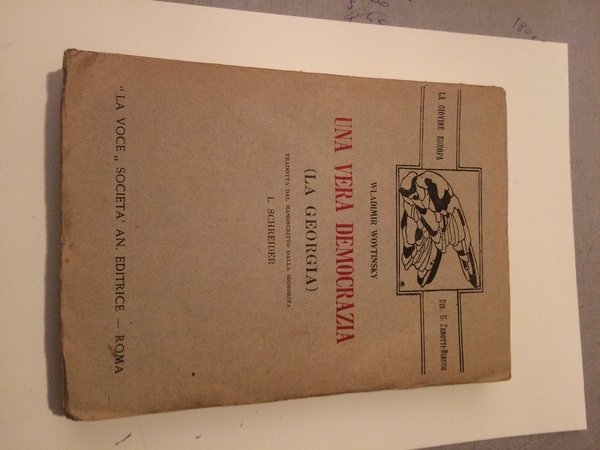 LA GIOVINE EUROPA
DIR. U. ZANOTTI-BIANCO
WLADIMIR WOYTINSKY
UNA VERA DEMOCRAZIA
(LA GEORGIA)
TRADOTTA DAL MANOSCRITTO DALLA SIGNORINA
I. SCHREIDER
"LA VOCE„ SOCIETA' AN. EDITRICE — ROMA